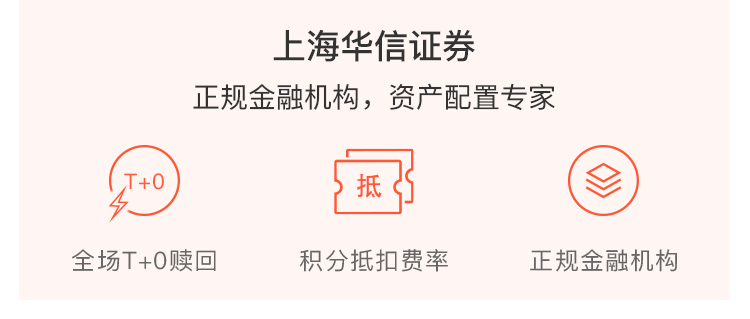 上海华信证券
正规金融机构，资产配置专家
T+0
抵
全场T+0赎回
积分抵扣费率
正规金融机构